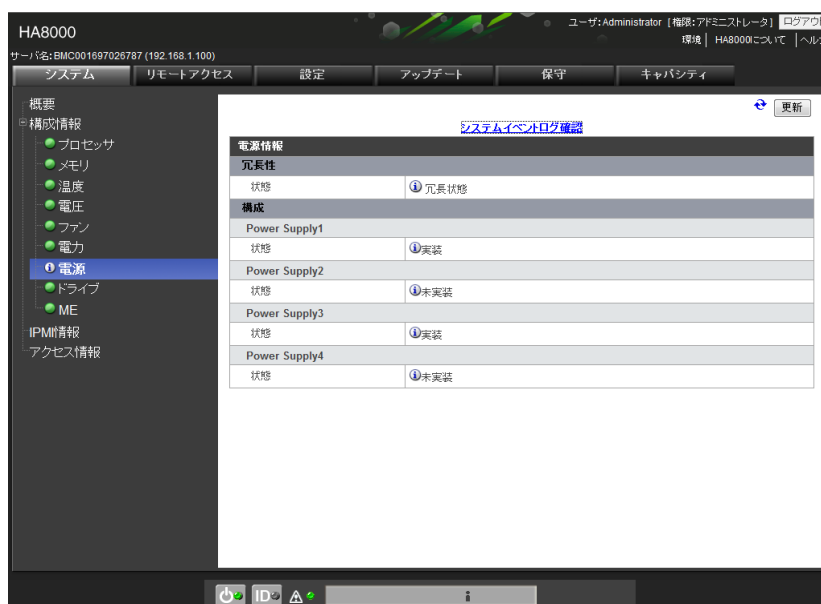 HA8000
ユーザ:Administrator [権限:アドミニストレータ]
環境 | HA8000について
サーバ名:BMC001697026787 (192.168.1.100)
システム リモートアクセス 設定 アップデート 保守 キャパシティ
概要
構成情報
プロセッサ
メモリ
温度
電圧
ファン
電力
電源
ドライブ
ME
IPMI情報
アクセス情報
更新
システムイベントログ確認
電源情報
冗長性
状態 冗長状態
構成
Power Supply1
状態 実装
Power Supply2
状態 未実装
Power Supply3
状態 実装
Power Supply4
状態 未実装
ID